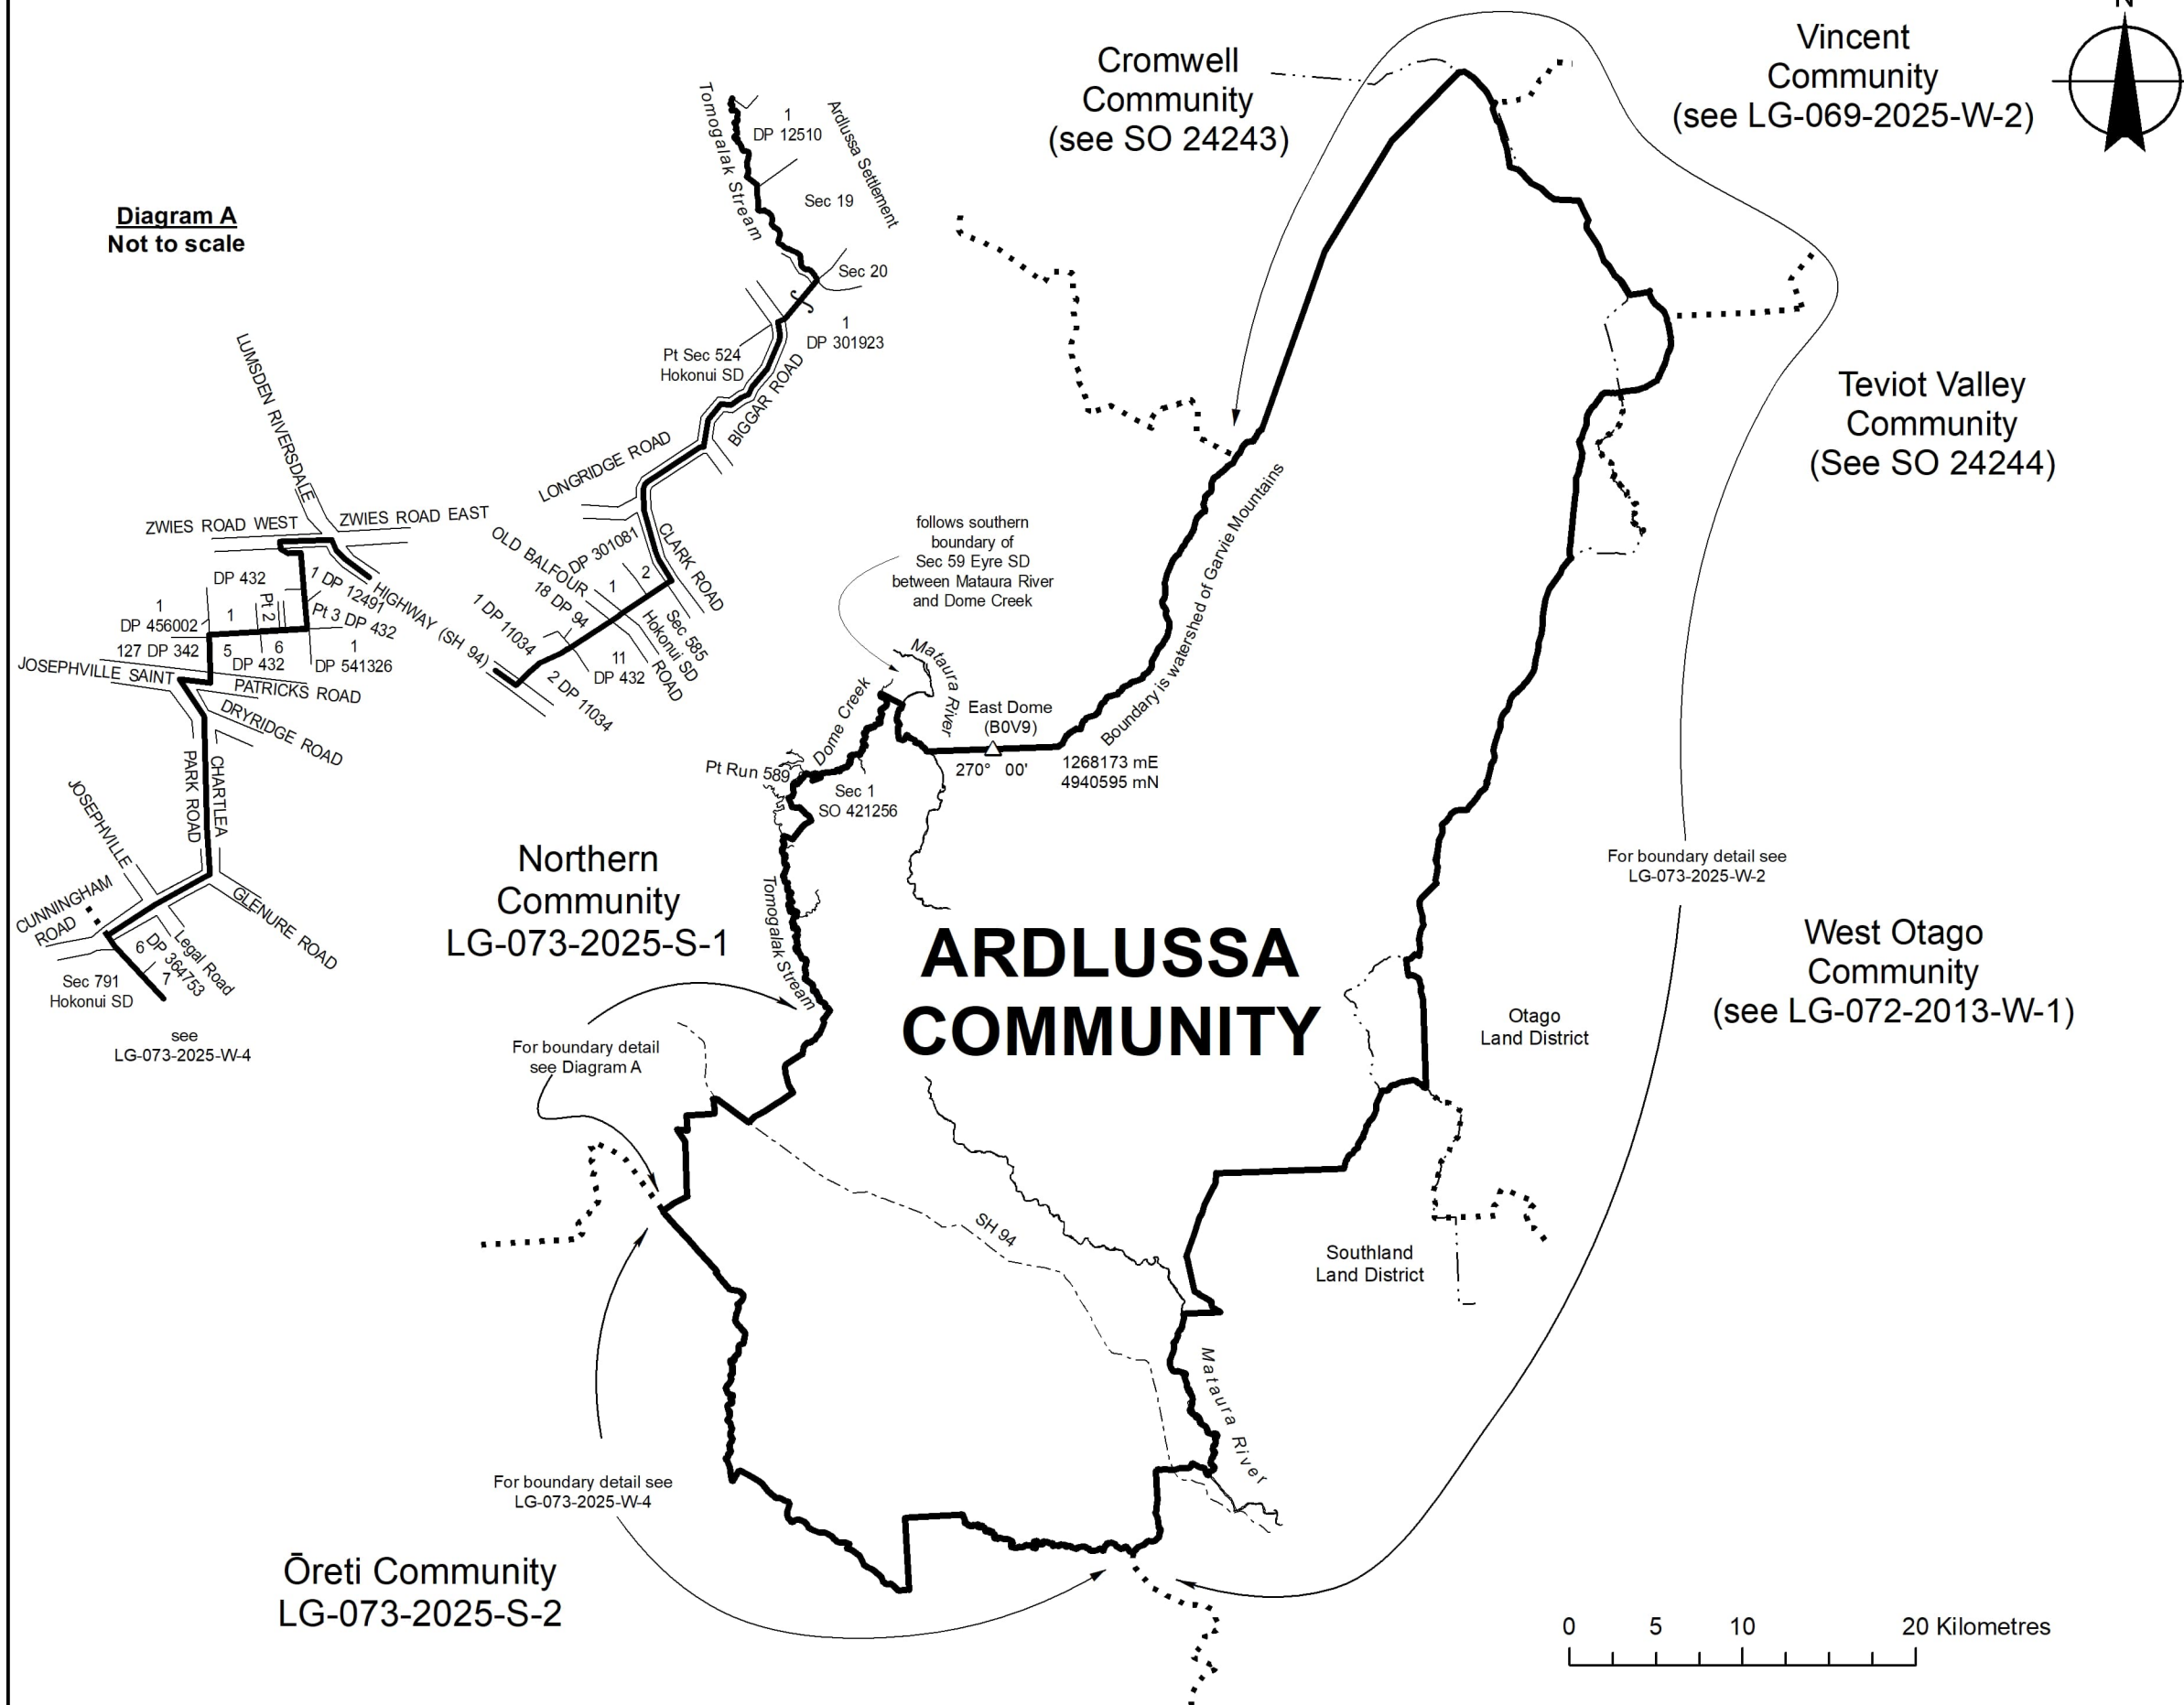 N
Cromwell
Community
(see SO 24243)
Vincent
Community
(see LG-069-2025-W-2)
Teviot Valley
Community
(See SO 24244)
West Otago
Community
(see LG-072-2013-W-1)
Diagram A
Not to scale
Tomogalak Stream
1
DP 12510
Ardlussa Settlement
Sec 19
Sec 20
1
DP 301923
Pt Sec 524
Hokonui SD
BIGGAR ROAD
LONGRIDGE ROAD
LUMSDEN RIVERSDALE
ZWIES ROAD WEST
ZWIES ROAD EAST
OLD BALFOUR
ROAD
DP 301081
1
2
CLARK ROAD
18 DP 94
1 DP 11034
Sec 585
Hokonui SD
11
DP 432
2 DP 11034
HIGHWAY (SH 94)
DP 432
1 DP 12491
Pt 3 DP 432
1
DP 456002
1
Pt 2
127 DP 342
5
6
DP 432
1
DP 541326
JOSEPHVILLE SAINT
PATRICKS ROAD
DRYRIDGE ROAD
CHARTLEA
PARK ROAD
JOSEPHVILLE
CUNNINGHAM
ROAD
GLENURE ROAD
Legal Road
6
DP 364753
7
Sec 791
Hokonui SD
see
LG-073-2025-W-4
follows southern
boundary of
Sec 59 Eyre SD
between Mataura River
and Dome Creek
Mataura River
Dome Creek
East Dome
(B0V9)
270° 00'
1268173 mE
4940595 mN
Boundary is watershed of Garvie Mountains
Pt Run 589
Sec 1
SO 421256
Tomogalak Stream
Northern
Community
LG-073-2025-S-1
ARDLUSSA
COMMUNITY
For boundary detail see
LG-073-2025-W-2
Otago
Land District
Southland
Land District
For boundary detail
see Diagram A
SH 94
Mataura River
For boundary detail see
LG-073-2025-W-4
Ōreti Community
LG-073-2025-S-2
0 5 10 20 Kilometres